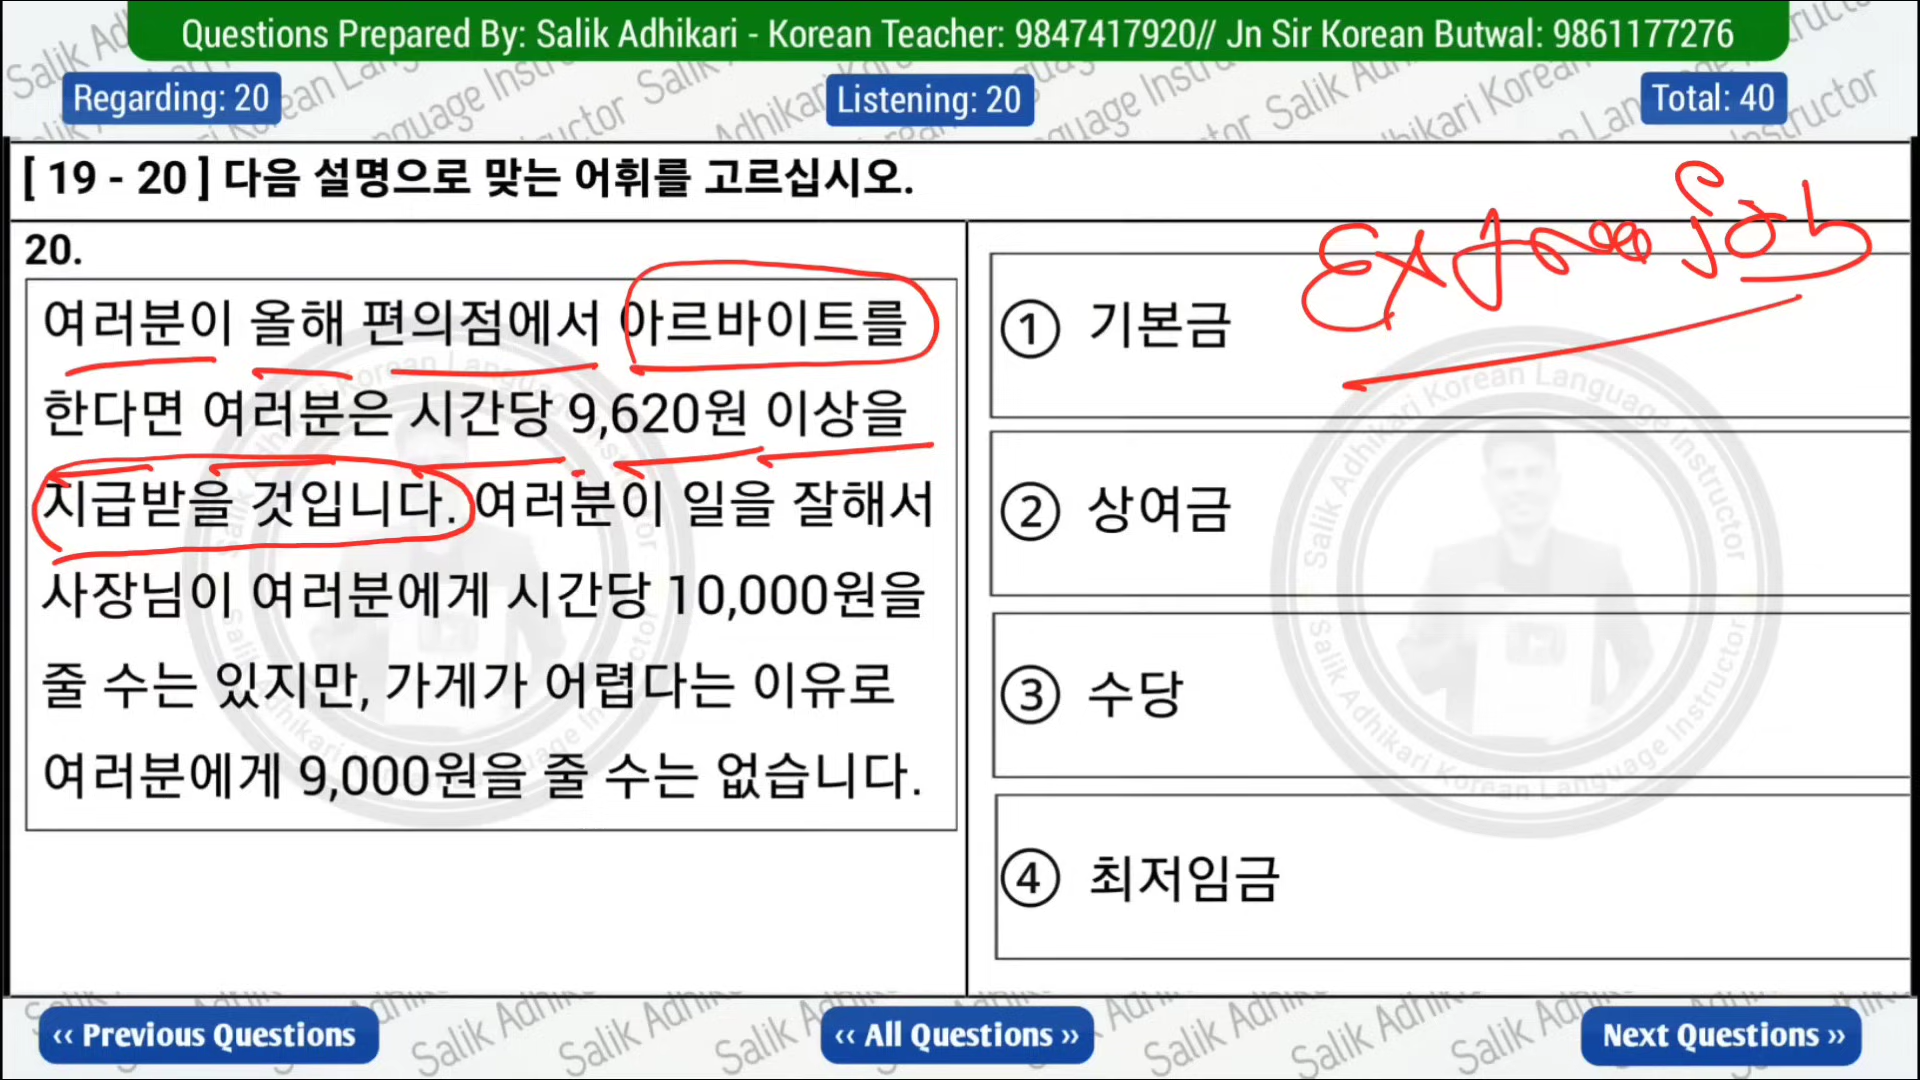 Questions Prepared By: Salik Adhikari - Korean Teacher: 9847417920// Jn Sir Korean Butwal: 9861177276
Regarding: 20
Listening: 20
Total: 40
[ 19 - 20 ] 다음 설명으로 맞는 어휘를 고르십시오.
20.
여러분이 올해 편의점에서 아르바이트를
한다면 여러분은 시간당 9,620원 이상을
지급받을 것입니다. 여러분이 일을 잘해서
사장님이 여러분에게 시간당 10,000원을
줄 수는 있지만, 가게가 어렵다는 이유로
여러분에게 9,000원을 줄 수는 없습니다.
Job
① 기본금
② 상여금
③ 수당
④ 최저임금
‹‹ Previous Questions
‹‹ All Questions ››
Next Questions ››